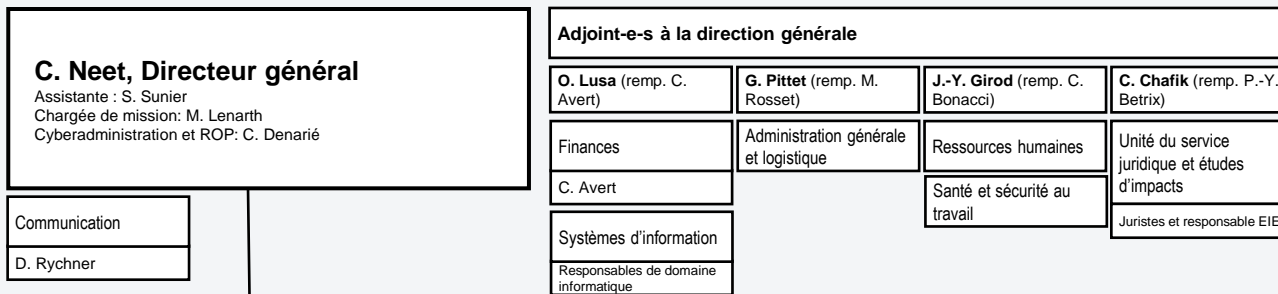 C. Neet, Directeur général
Assistante : S. Sunier
Chargée de mission: M. Lenarth
Cyberadministration et ROP: C. Denarié
Communication
D. Rychner
Adjoint-e-s à la direction générale
O. Lusa (remp. C.
Avert)
Finances
C. Avert
Systèmes d'information
Responsables de domaine
informatique
G. Pittet (remp. M.
Rosset)
Administration générale
et logistique
J.-Y. Girod (remp. C.
Bonacci)
Ressources humaines
Santé et sécurité au
travail
C. Chafik (remp. P.-Y.
Betrix)
Unité du service
juridique et études
d'impacts
Juristes et responsable EIE